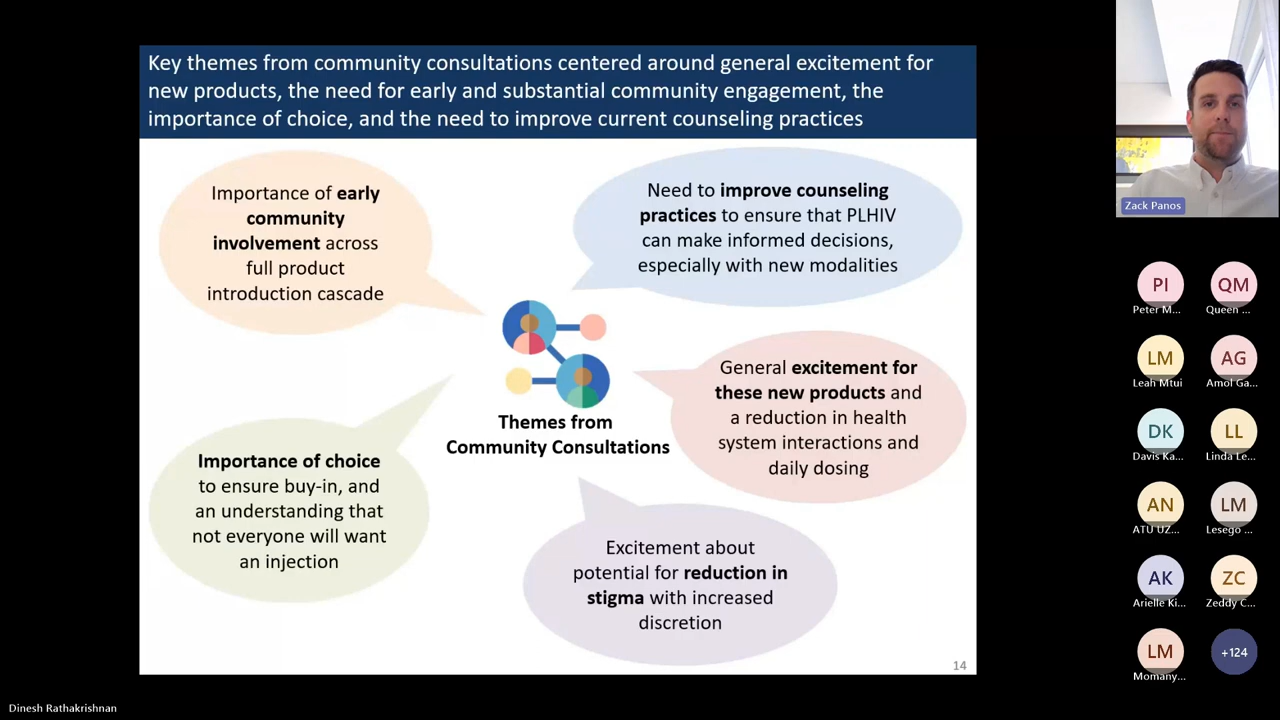 Key themes from community consultations centered around general excitement for
new products, the need for early and substantial community engagement, the
importance of choice, and the need to improve current counseling practices
Importance of early
community
involvement across
full product
introduction cascade
Need to improve counseling
practices to ensure that PLHIV
can make informed decisions,
especially with new modalities
General excitement for
these new products and
a reduction in health
system interactions and
daily dosing
Themes from
Community Consultations
Importance of choice
to ensure buy-in, and
an understanding that
not everyone will want
an injection
Excitement about
potential for reduction in
stigma with increased
discretion
14
Zack Panos
PI
QM
Peter M...
Queen ...
LM
AG
Leah Mtui
Amol Ga...
DK
LL
Davis Ka...
Linda Le...
AN
LM
ATU UZ...
Lesego ...
AK
ZC
Arielle Ki...
Zeddy C...
LM
+124
Momany...
Dinesh Rathakrishnan